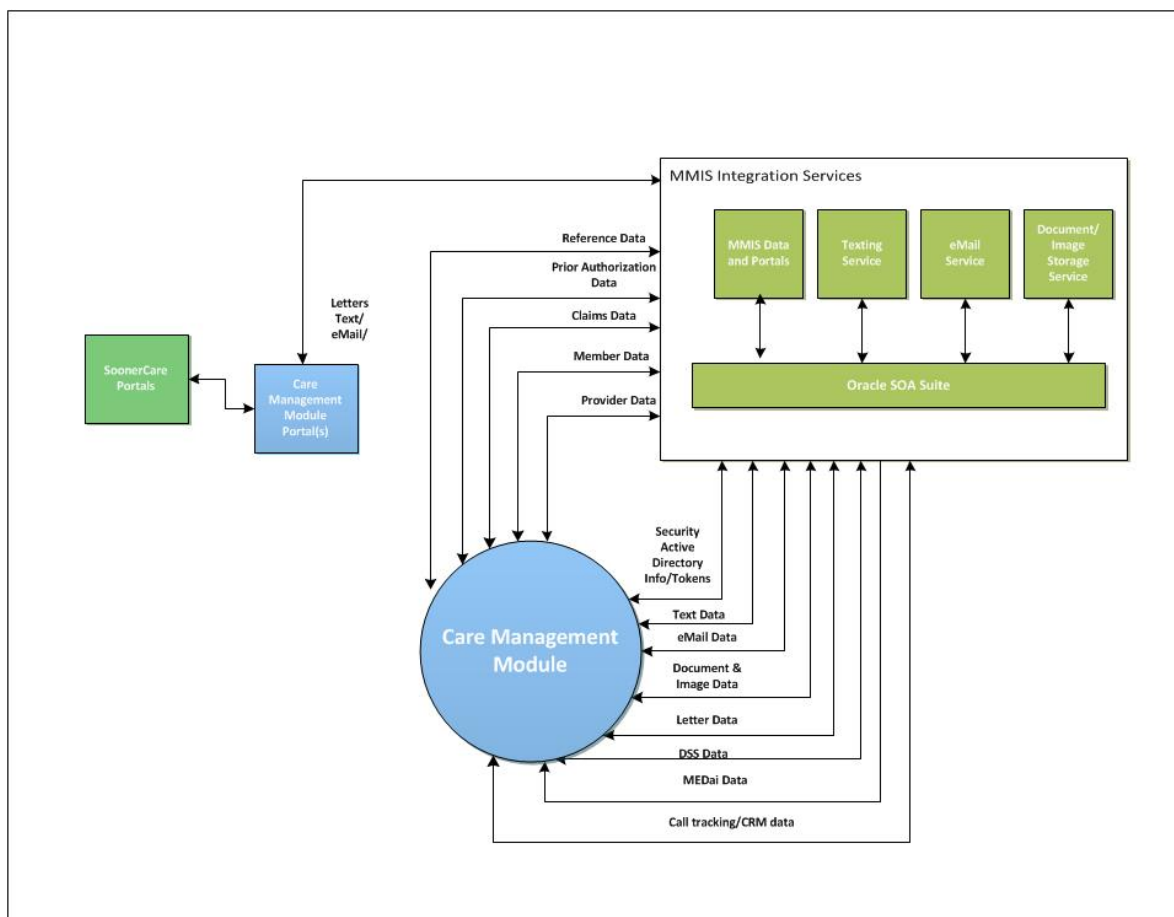 MMIS Integration Services
MMIS Data
and Portals
Texting
Service
eMail
Service
Document/
Image
Storage
Service
Oracle SOA Suite
Reference Data
Prior Authorization
Data
Claims Data
Member Data
Provider Data
Letters
Text/
eMail/
SoonerCare
Portals
Care
Management
Module
Portal(s)
Security
Active
Directory
Info/Tokens
Text Data
eMail Data
Care Management
Module
Document &
Image Data
Letter Data
DSS Data
MEDai Data
Call tracking/CRM data